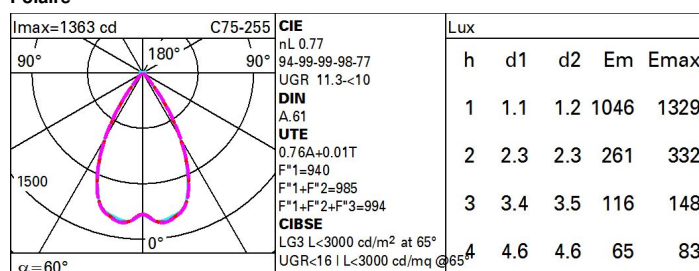 Imax=1363 cd C75-255
90° 180° 90°
1500
0°
α=60°
CIE
nL 0.77
94-99-99-98-77
UGR 11.3-<10
DIN
A.61
UTE
0.76A+0.01T
F"1=940
F"1+F"2=985
F"1+F"2+F"3=994
CIBSE
LG3 L<3000 cd/m² at 65°
UGR<16 | L<3000 cd/mq @65°
Lux
h d1 d2 Em Emax
1 1.1 1.2 1046 1329
2 2.3 2.3 261 332
3 3.4 3.5 116 148
4 4.6 4.6 65 83